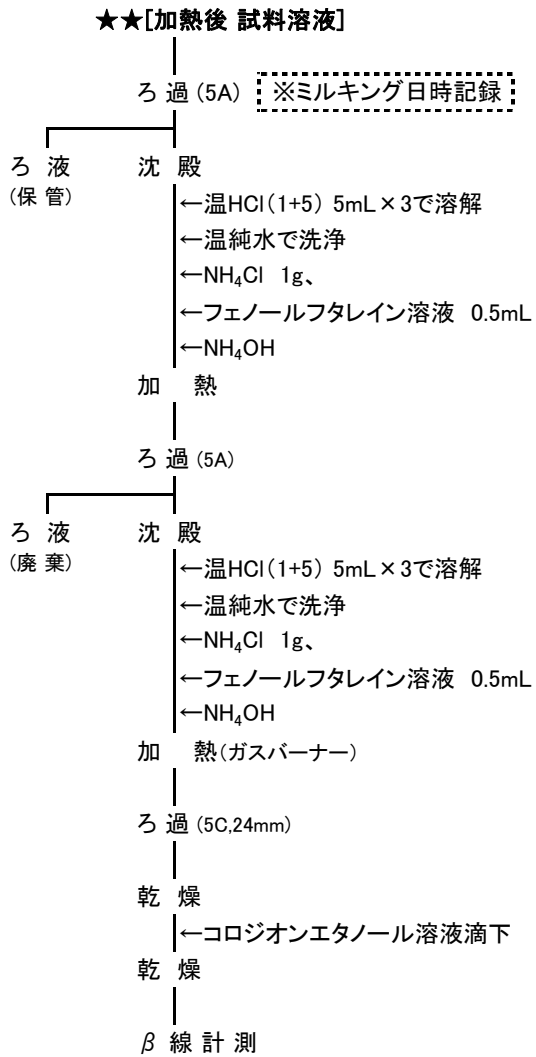 ★★[加熱後 試料溶液]
ろ 過 (5A) ※ミルキング日時記録
ろ 液 沈 殿
(保 管)
←温HCl(1+5) 5mL×3で溶解
←温純水で洗浄
←NH₄Cl 1g、
←フェノールフタレイン溶液 0.5mL
←NH₄OH
加 熱
ろ 過 (5A)
ろ 液 沈 殿
(廃 棄)
←温HCl(1+5) 5mL×3で溶解
←温純水で洗浄
←NH₄Cl 1g、
←フェノールフタレイン溶液 0.5mL
←NH₄OH
加 熱(ガスバーナー)
ろ 過 (5C,24mm)
乾 燥
←コロジオンエタノール溶液滴下
乾 燥
β 線 計 測